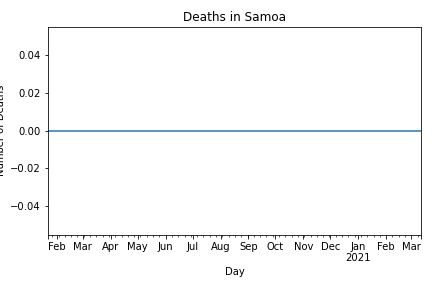 Deaths in Samoa
0.04
0.02
0.00
−0.02
−0.04
Number of Deaths
Feb Mar Apr May Jun Jul Aug Sep Oct Nov Dec Jan Feb Mar
2021
Day